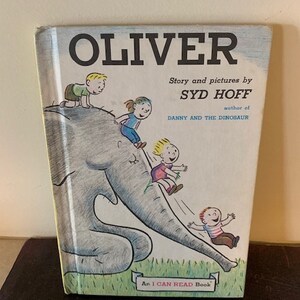 OLIVER
Story and pictures by
SYD HOFF
author of
DANNY AND THE DINOSAUR
An I CAN READ Book